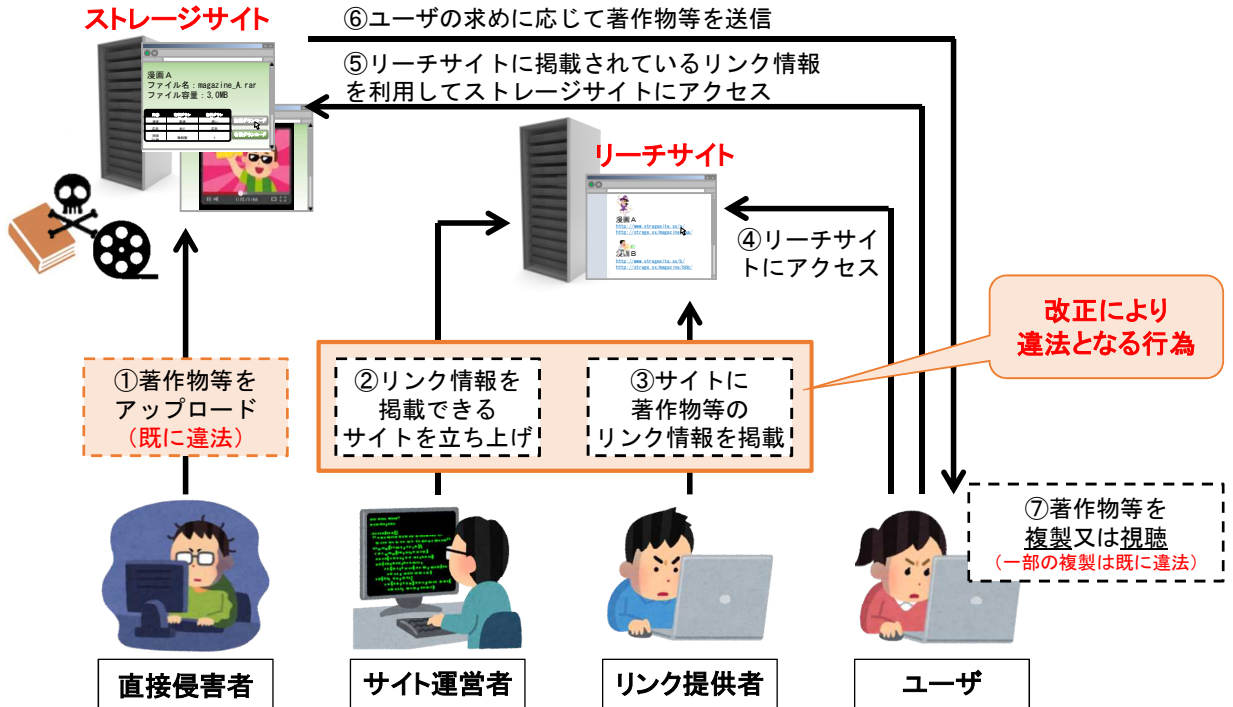 ストレージサイト
⑥ユーザの求めに応じて著作物等を送信
⑤リーチサイトに掲載されているリンク情報
を利用してストレージサイトにアクセス
漫画A
ファイル名：magazine_A.rar
ファイル容量：3.0MB
リーチサイト
漫画A
漫画B
④リーチサイ
トにアクセス
改正により
違法となる行為
①著作物等を
アップロード
（既に違法）
②リンク情報を
掲載できる
サイトを立ち上げ
③サイトに
著作物等の
リンク情報を掲載
⑦著作物等を
複製又は視聴
（一部の複製は既に違法）
直接侵害者
サイト運営者
リンク提供者
ユーザ